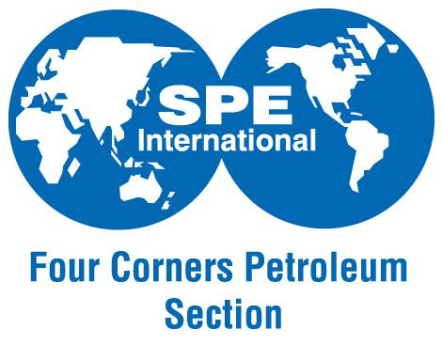 SPE
International
Four Corners Petroleum
Section